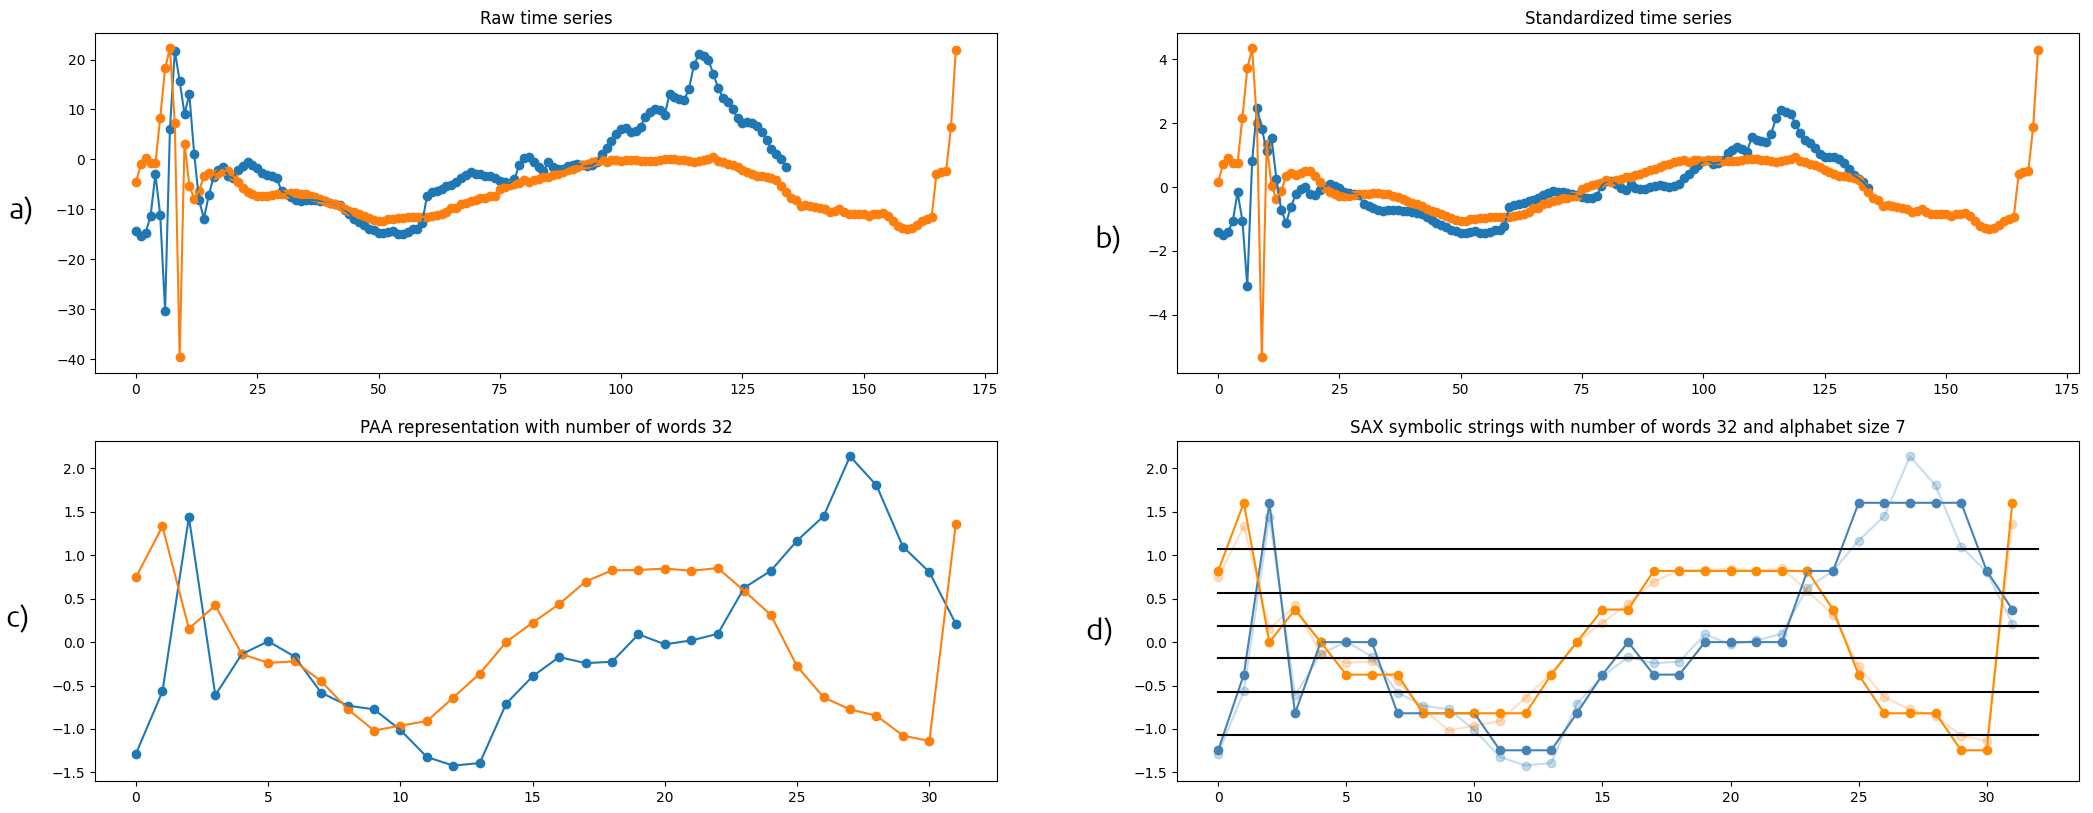 Raw time series
Standardized time series
a)
20
10
0
−10
−20
−30
−40
0 25 50 75 100 125 150 175
b)
4
2
0
−2
−4
0 25 50 75 100 125 150 175
PAA representation with number of words 32
SAX symbolic strings with number of words 32 and alphabet size 7
c)
2.0
1.5
1.0
0.5
0.0
−0.5
−1.0
−1.5
0 5 10 15 20 25 30
d)
2.0
1.5
1.0
0.5
0.0
−0.5
−1.0
−1.5
0 5 10 15 20 25 30